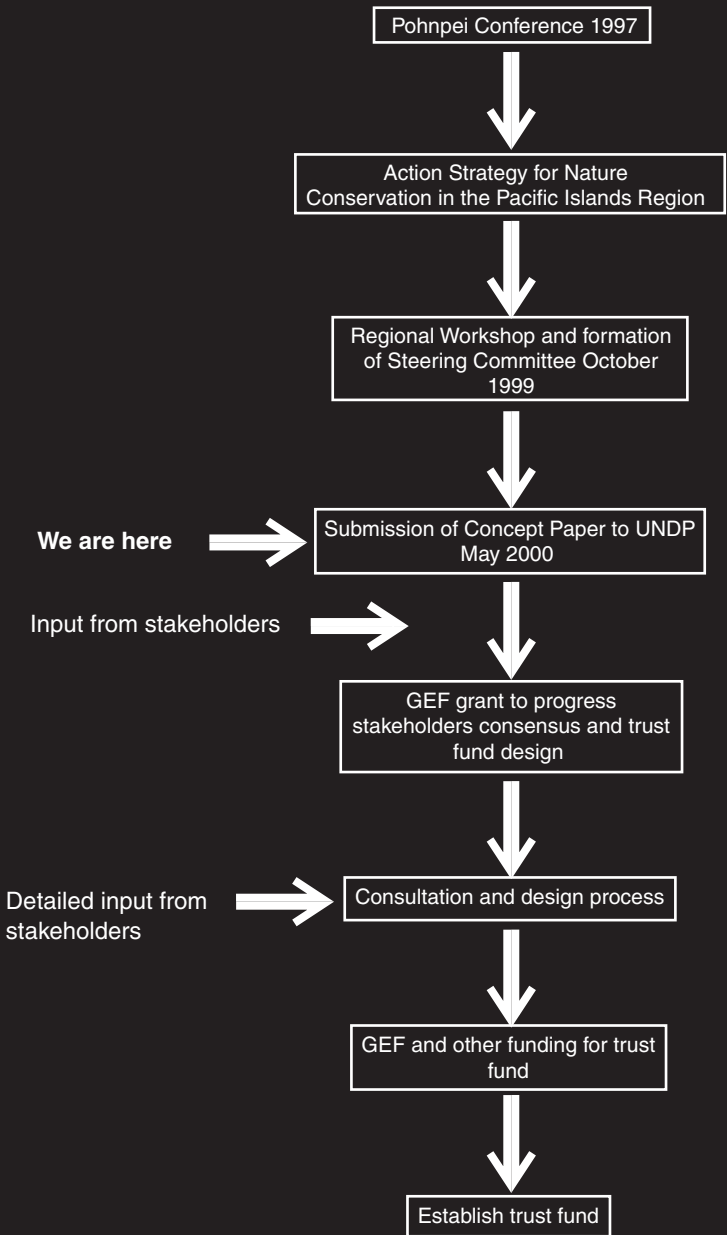 Pohnpei Conference 1997
Action Strategy for Nature
Conservation in the Pacific Islands Region
Regional Workshop and formation
of Steering Committee October
1999
We are here
Submission of Concept Paper to UNDP
May 2000
Input from stakeholders
GEF grant to progress
stakeholders consensus and trust
fund design
Detailed input from
stakeholders
Consultation and design process
GEF and other funding for trust
fund
Establish trust fund